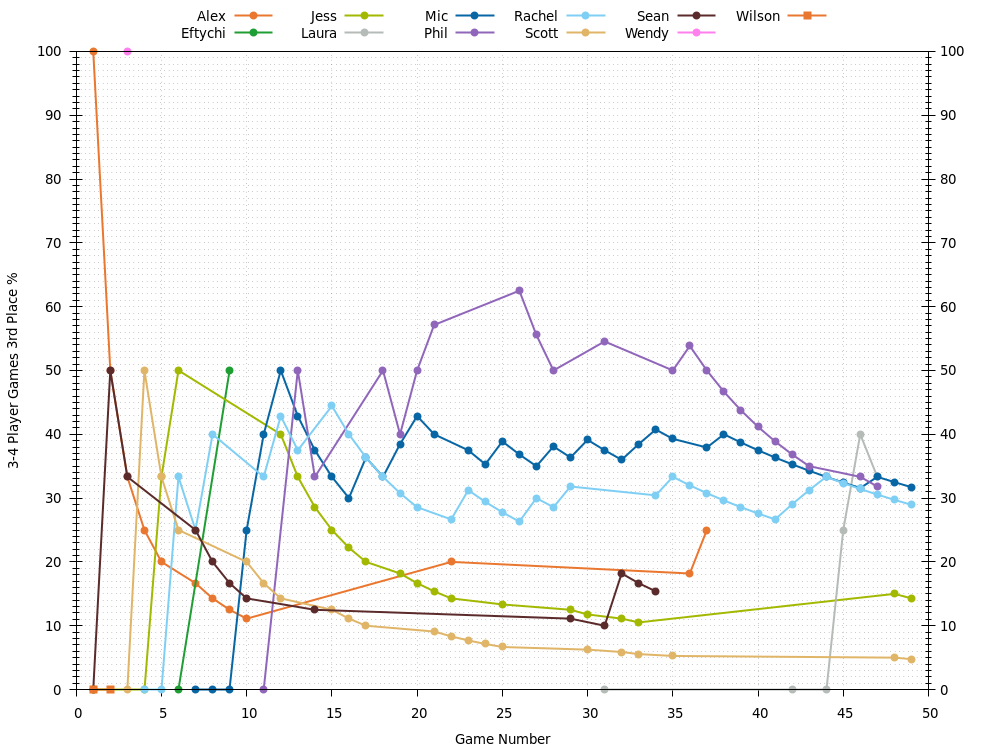 Alex Jess Mic Rachel Sean Wilson
Eftychi Laura Phil Scott Wendy
100 100
90 90
80 80
70 70
60 60
50 50
40 40
30 30
20 20
10 10
0 0
0 5 10 15 20 25 30 35 40 45 50
3-4 Player Games 3rd Place %
Game Number